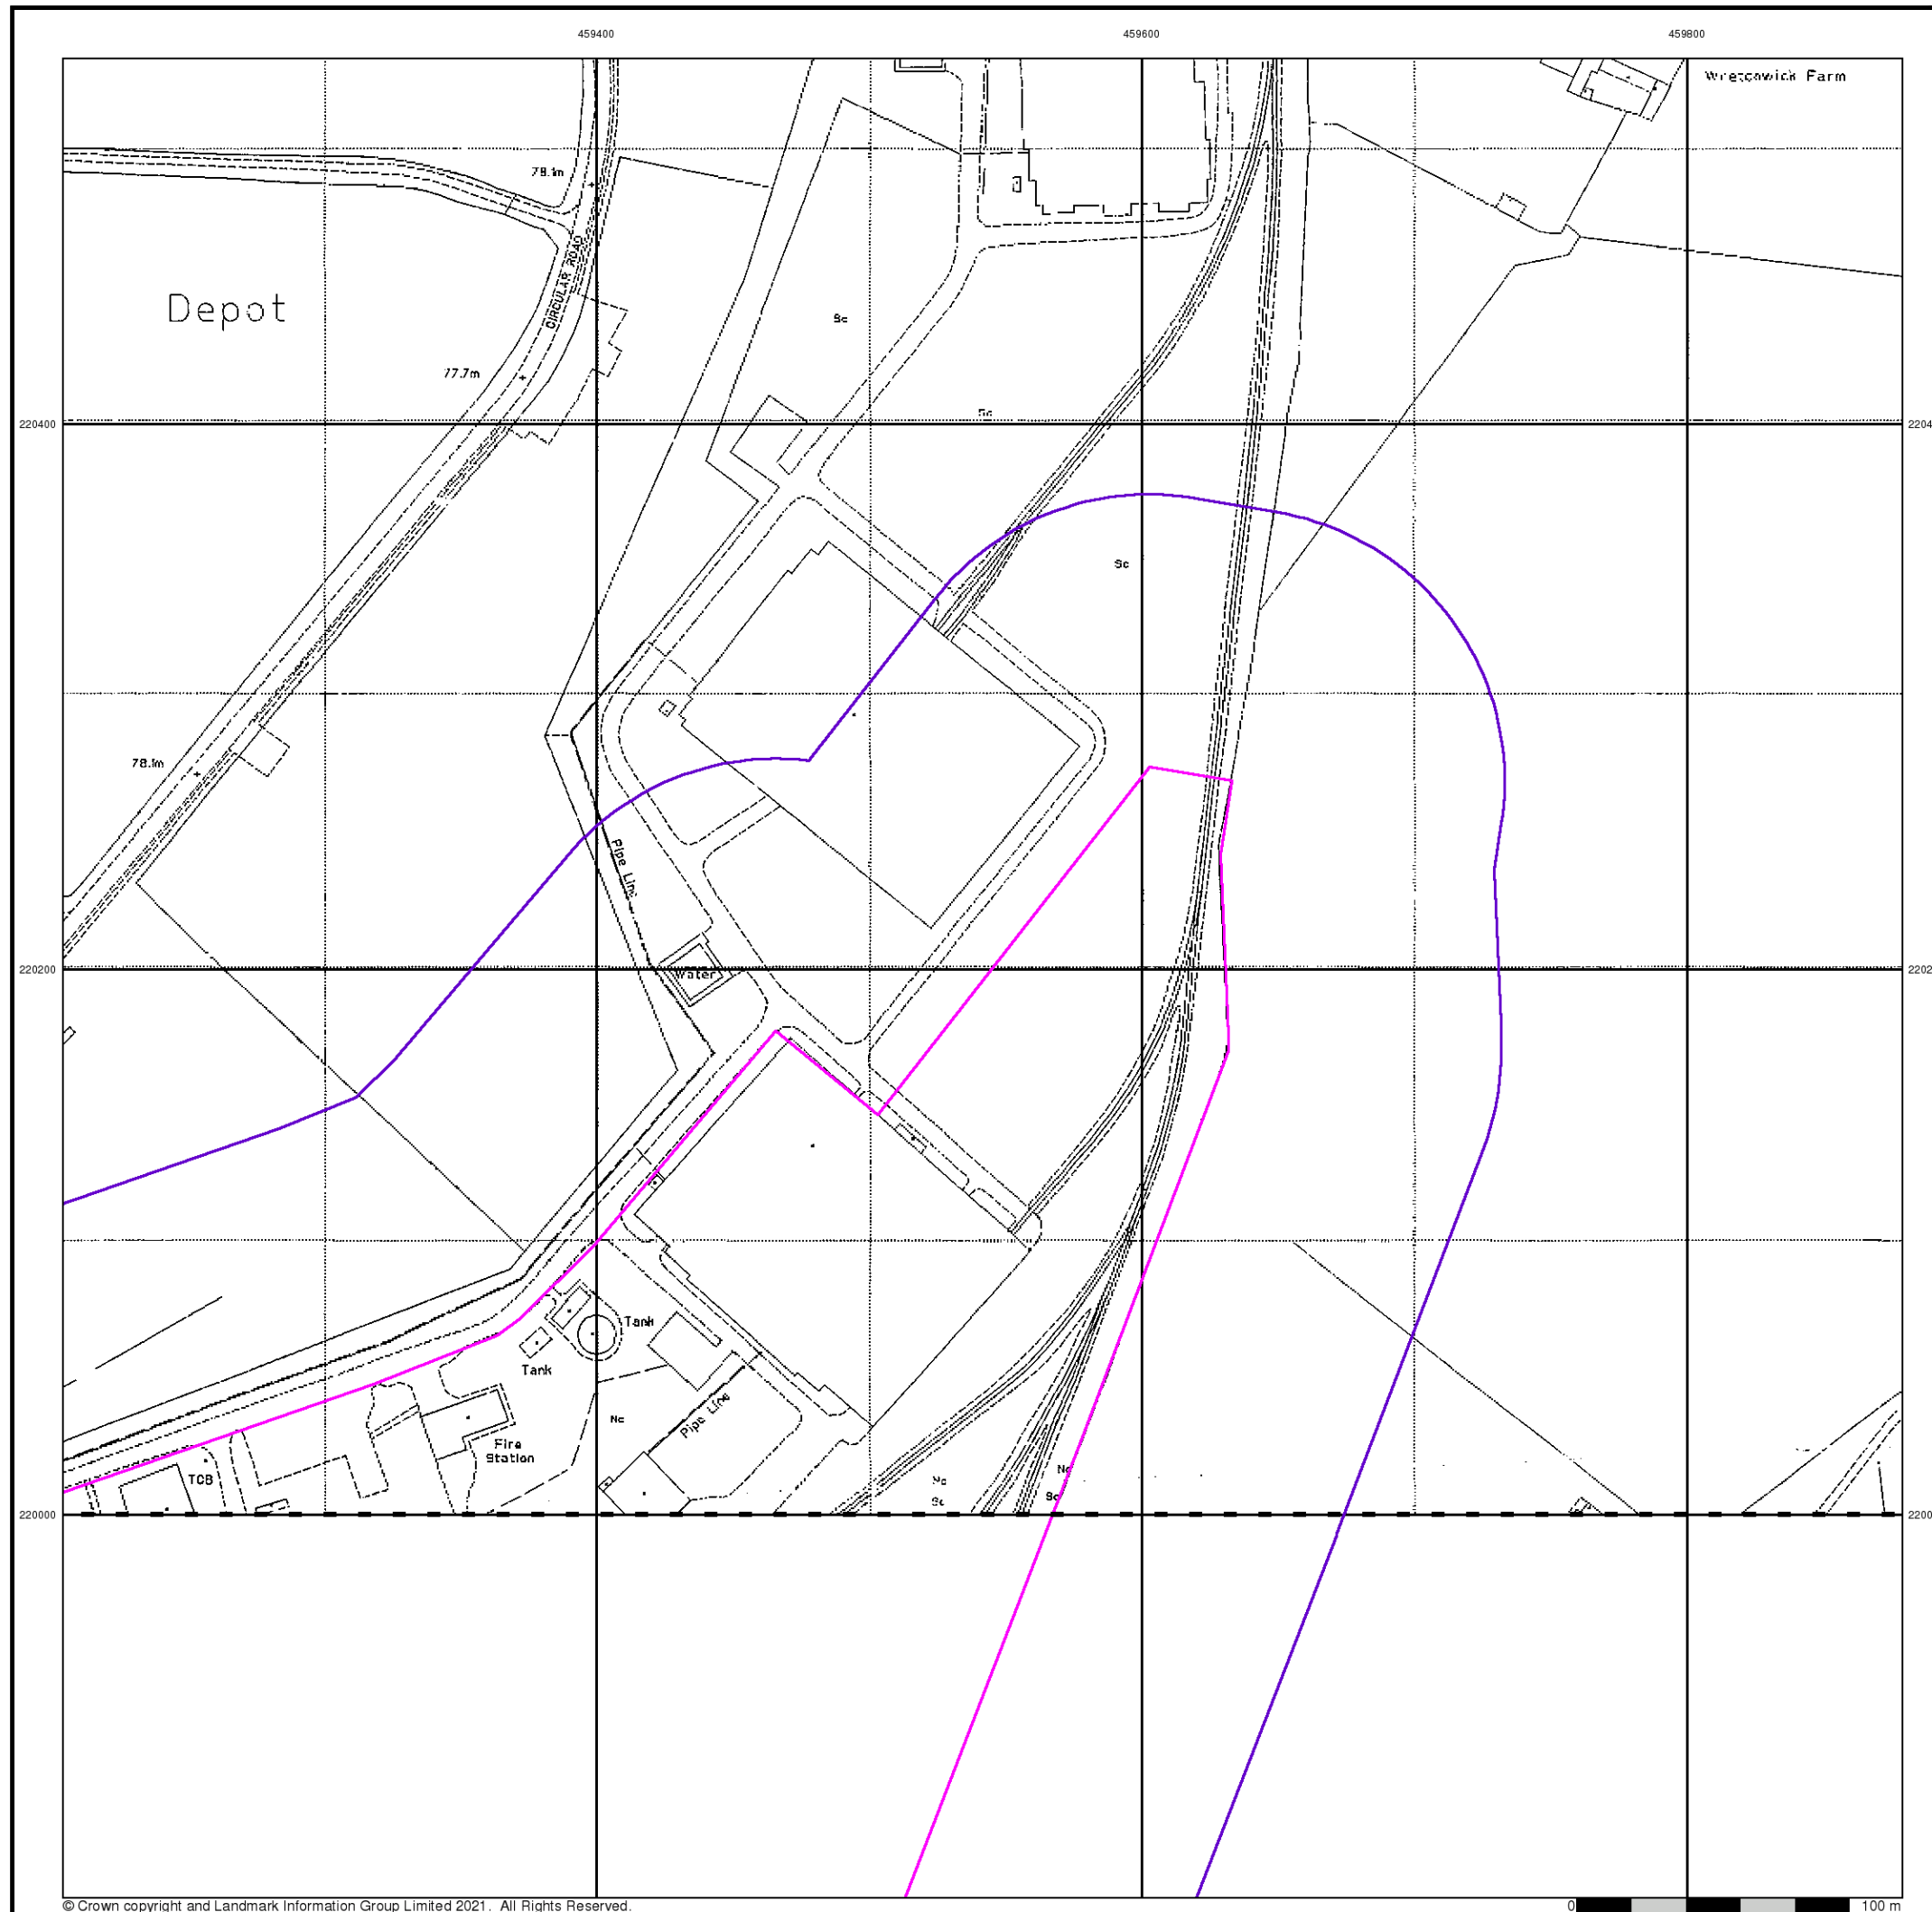 459400
459600
459800
Wretchwick Farm
78.1m
CIRCULAR ROAD
Depot
Sc
77.7m
Sc
220400
Sc
78.1m
Pipe Line
220200
Water
Tank
Tank
Nc
Pipe Line
Fire
Station
TCB
Nc
Nc
Sc
Sc
220000
© Crown copyright and Landmark Information Group Limited 2021. All Rights Reserved.
0
100 m